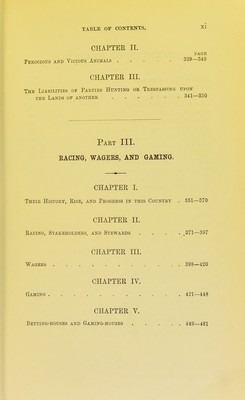 TABLE OF CONTENTS. xi
CHAPTER II.
PAGE
FEROCIOUS AND VICIOUS ANIMALS . . . . . 329—340
CHAPTER III.
THE LIABILITIES OF PARTIES HUNTING OR TRESPASSING UPON
THE LANDS OF ANOTHER . . . . . . 341—350
PART III.
RACING, WAGERS, AND GAMING.
CHAPTER I.
THEIR HISTORY, RISE, AND PROGRESS IN THIS COUNTRY . 351—370
CHAPTER II.
RACING, STAKEHOLDERS, AND STEWARDS . . . . 371—397
CHAPTER III.
WAGERS . . . . . . . . . . 398—420
CHAPTER IV.
GAMING . . . . . . . . . . 421—448
CHAPTER V.
BETTING-HOUSES AND GAMING-HOUSES . . . . . 449—481